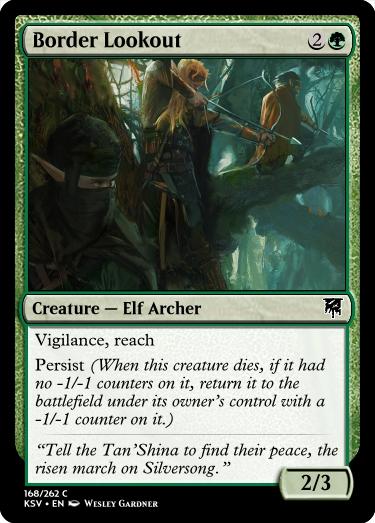 Border Lookout 2
Creature — Elf Archer
Vigilance, reach
Persist (When this creature dies, if it had
no -1/-1 counters on it, return it to the
battlefield under its owner's control with a
-1/-1 counter on it.)
"Tell the Tan'Shina to find their peace, the
risen march on Silversong."
2/3
168/262 C
KSV • EN Wesley Gardner